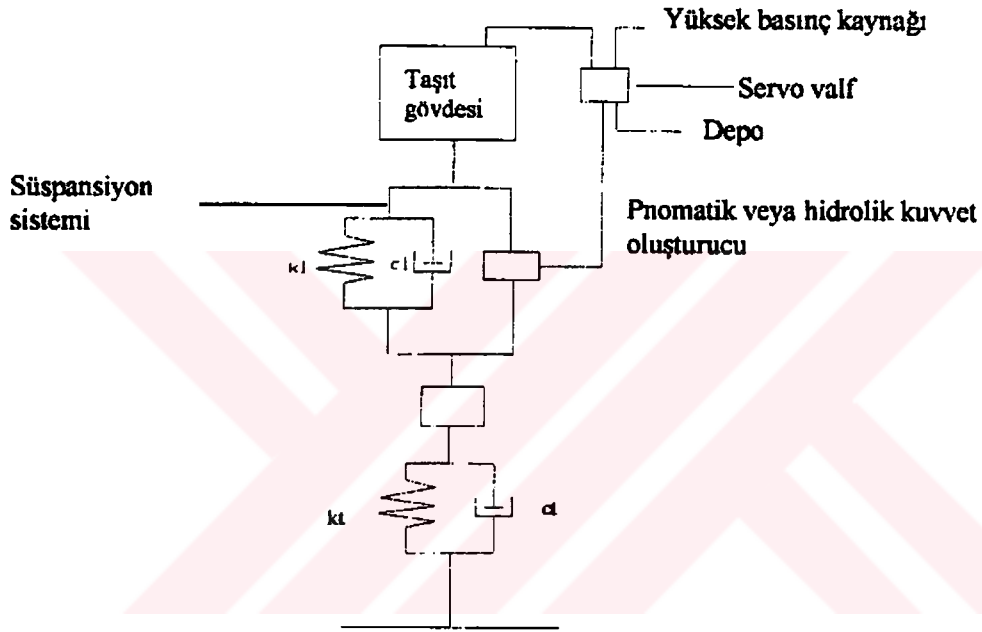 Yüksek basınç kaynağı
Taşıt
gövdesi
Servo valf
Depo
Süspansiyon
sistemi
Pnomatik veya hidrolik kuvvet
oluşturucu
k1
c1
kt
ct